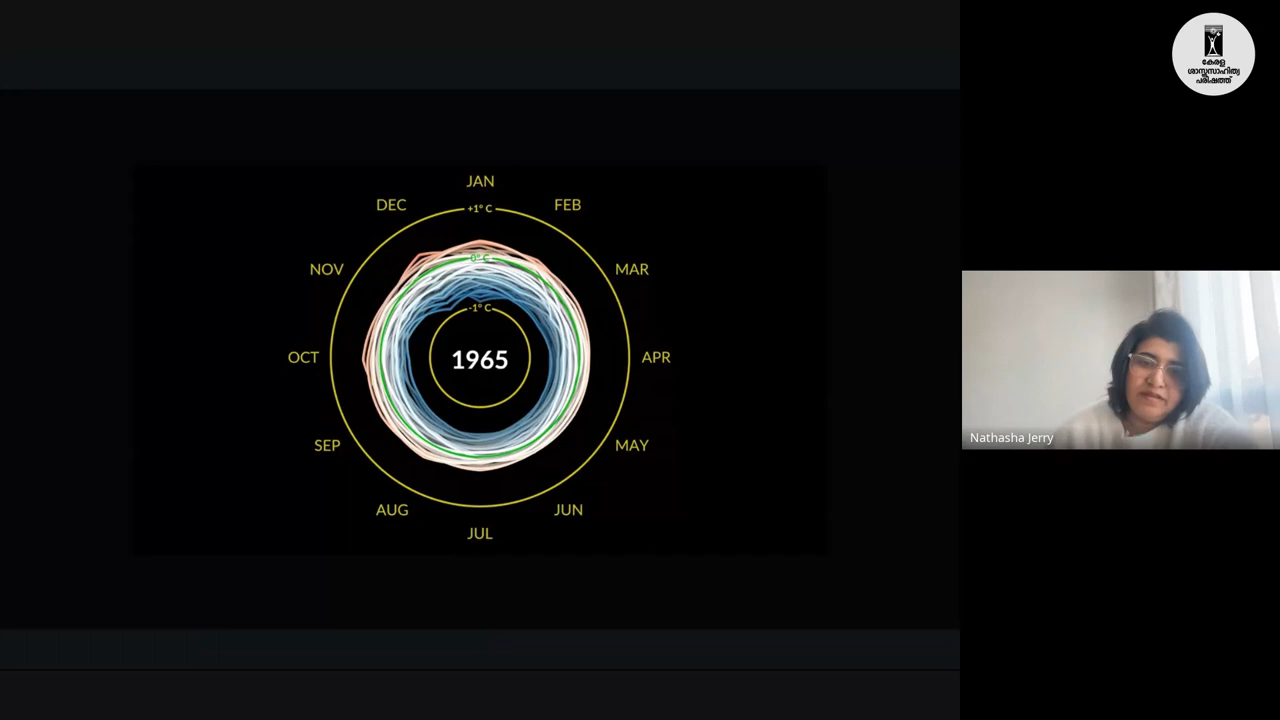 JAN
FEB
MAR
APR
MAY
JUN
JUL
AUG
SEP
OCT
NOV
DEC
+1° C
0° C
-1° C
1965
കേരള
ശാസ്ത്രസാഹിത്യ
പരിഷത്ത്
Nathasha Jerry